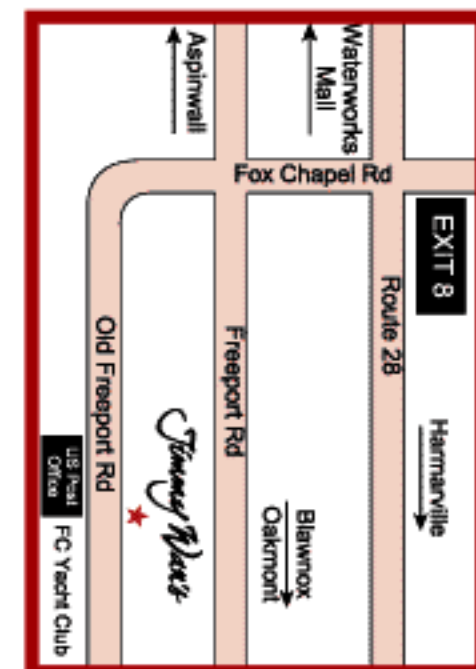 Waterworks
Mall
Aspinwall
Fox Chapel Rd
EXIT 8
Route 28
Harmarville
Freeport Rd
Blawnox
Oakmont
Old Freeport Rd
Jimmy Wan's
US Post
Office
FC Yacht Club